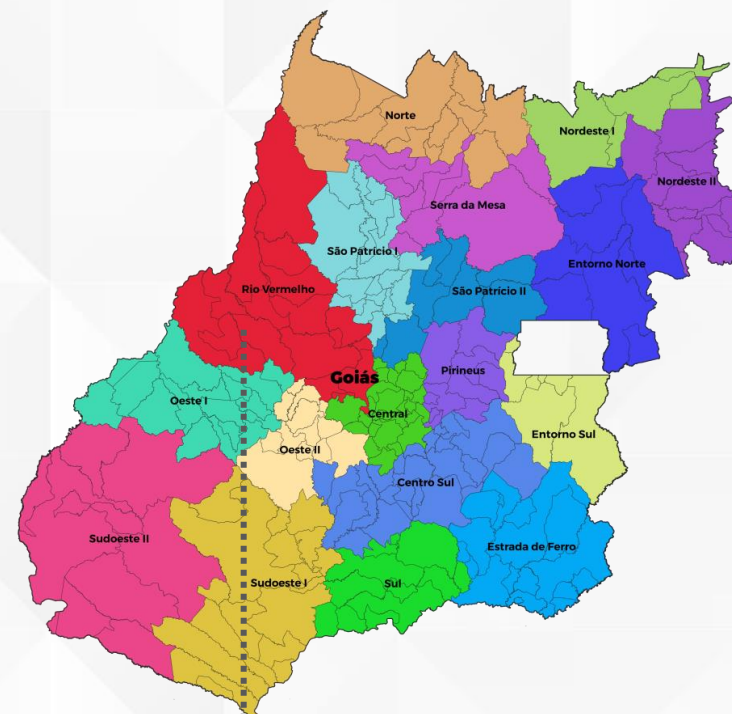 Norte
Nordeste I
Nordeste II
Serra da Mesa
São Patrício I
Entorno Norte
Rio Vermelho
São Patrício II
Pirineus
Goiás
Oeste I
Central
Entorno Sul
Oeste II
Centro Sul
Sudoeste II
Estrada de Ferro
Sudoeste I
Sul